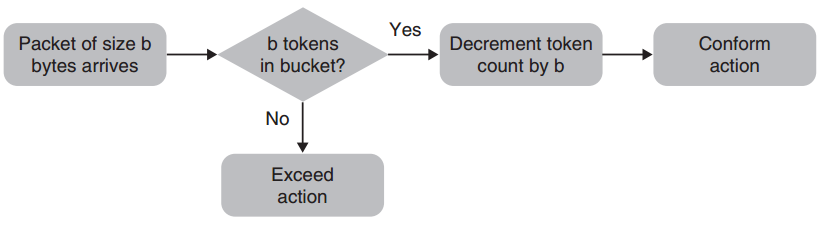 Packet of size b
bytes arrives
b tokens
in bucket?
Yes
Decrement token
count by b
Conform
action
No
Exceed
action